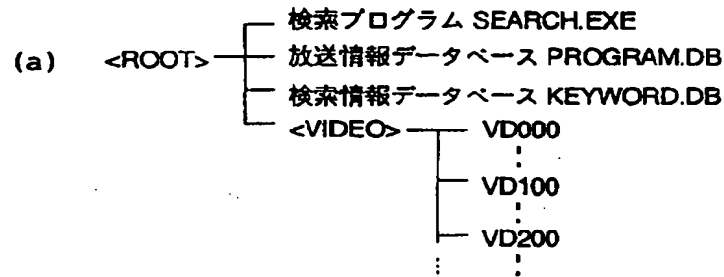 検索プログラム SEARCH.EXE
(a) <ROOT> 放送情報データベース PROGRAM.DB
検索情報データベース KEYWORD.DB
<VIDEO> VD000
VD100
VD200